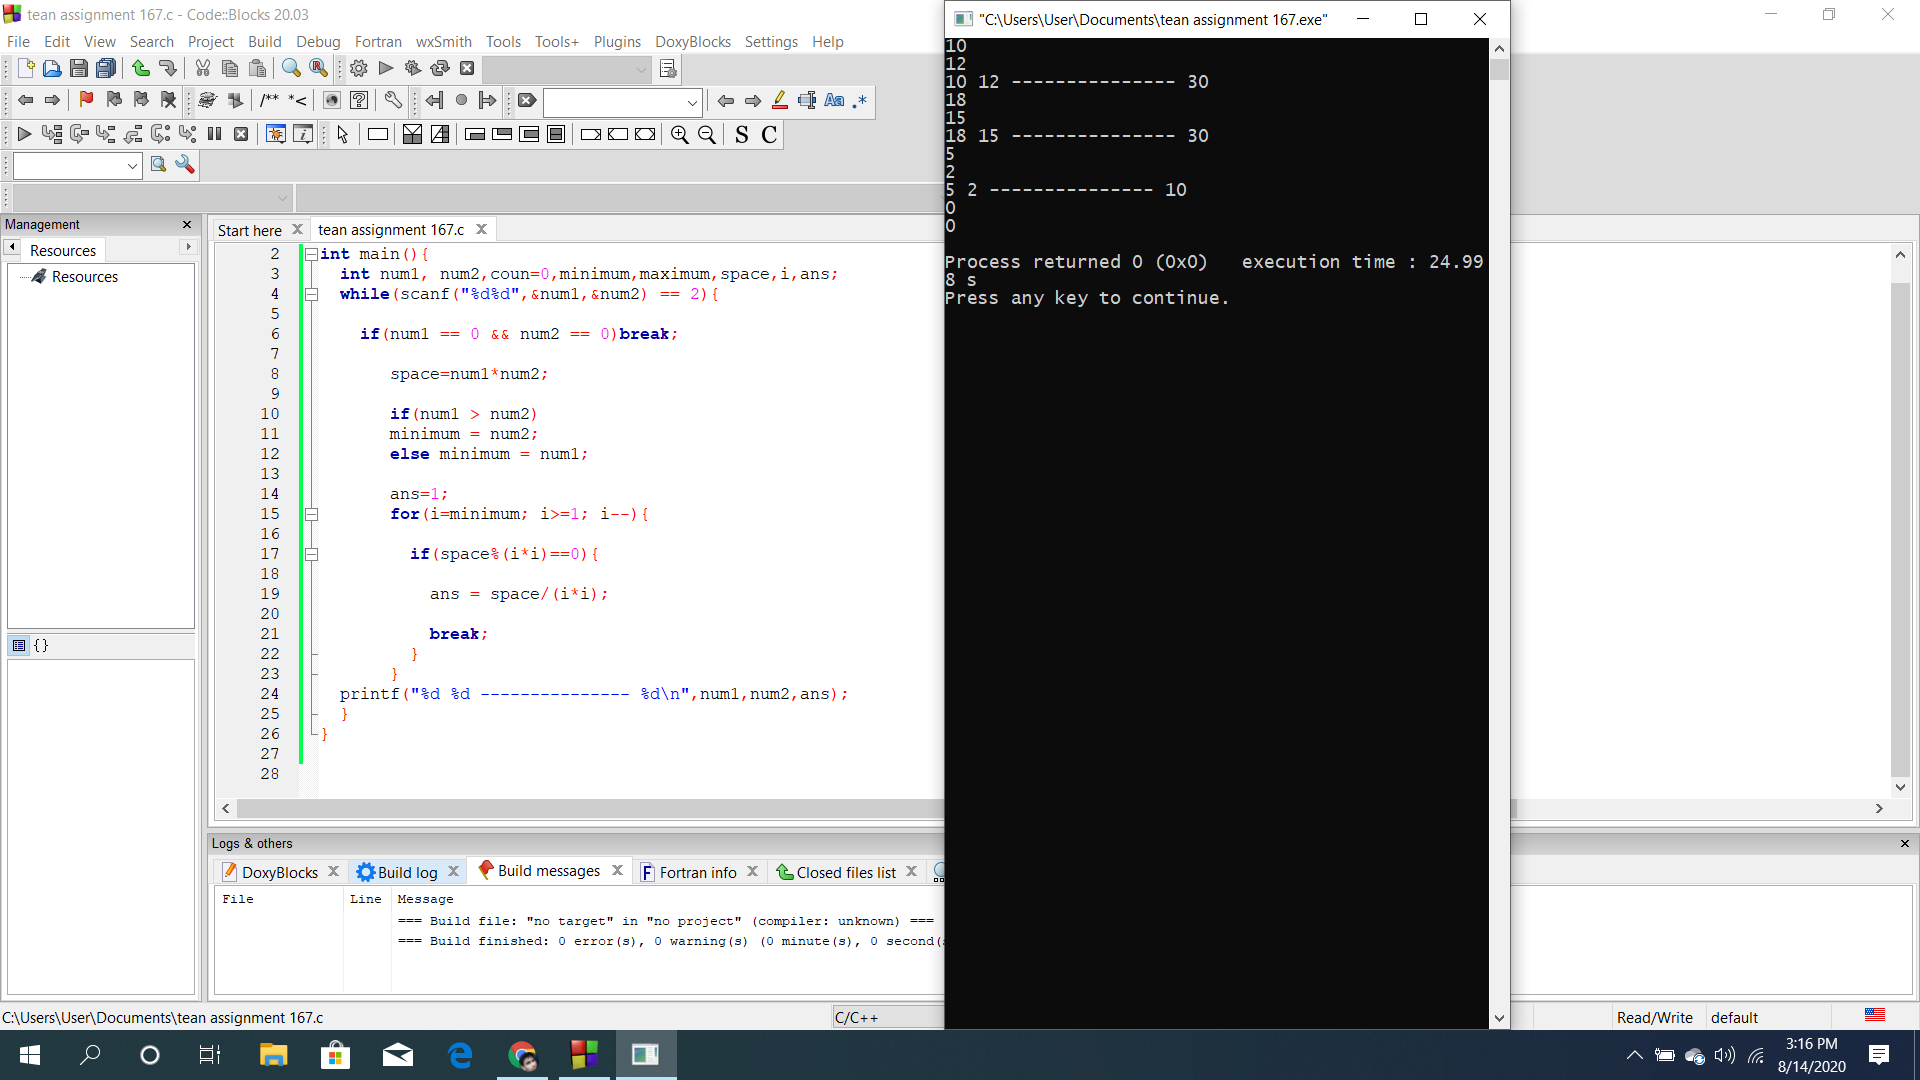 tean assignment 167.c - Code::Blocks 20.03
File Edit View Search Project Build Debug Fortran wxSmith Tools Tools+ Plugins DoxyBlocks Settings Help
/** *<
Aa .*
S C
Management
Resources
Resources
{}
Start here
tean assignment 167.c
2 int main(){
3 int num1, num2,coun=0,minimum,maximum,space,i,ans;
4 while(scanf("%d%d",&num1,&num2) == 2){
5
6 if(num1 == 0 && num2 == 0)break;
7
8 space=num1*num2;
9
10 if(num1 > num2)
11 minimum = num2;
12 else minimum = num1;
13
14 ans=1;
15 for(i=minimum; i>=1; i--){
16
17 if(space%(i*i)==0){
18
19 ans = space/(i*i);
20
21 break;
22 }
23 }
24 printf("%d %d --------------- %d\n",num1,num2,ans);
25 }
26 }
27
28
Logs & others
DoxyBlocks
Build log
Build messages
Fortran info
Closed files list
File Line Message
=== Build file: "no target" in "no project" (compiler: unknown) ===
=== Build finished: 0 error(s), 0 warning(s) (0 minute(s), 0 second(
C:\Users\User\Documents\tean assignment 167.c
C/C++
Read/Write
default
"C:\Users\User\Documents\tean assignment 167.exe"
10
12
10 12 --------------- 30
18
15
18 15 --------------- 30
5
2
5 2 --------------- 10
0
0
Process returned 0 (0x0)   execution time : 24.99
8 s
Press any key to continue.
3:16 PM
8/14/2020